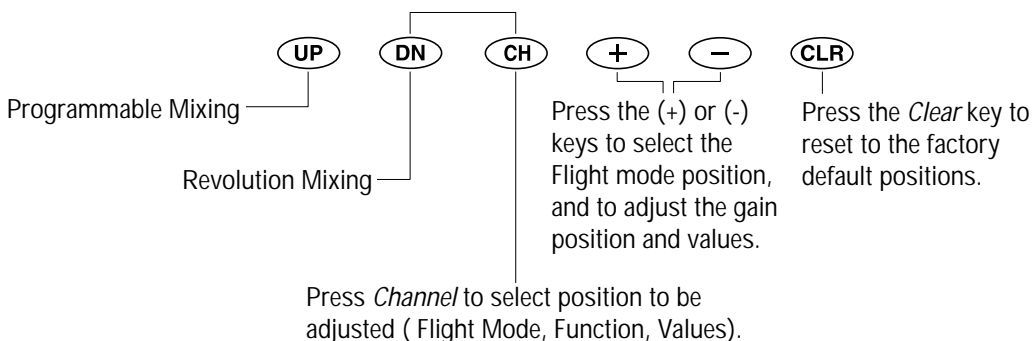 UP DN CH + − CLR
Programmable Mixing
Revolution Mixing
Press the (+) or (-)
keys to select the
Flight mode position,
and to adjust the gain
position and values.
Press the Clear key to
reset to the factory
default positions.
Press Channel to select position to be
adjusted ( Flight Mode, Function, Values).